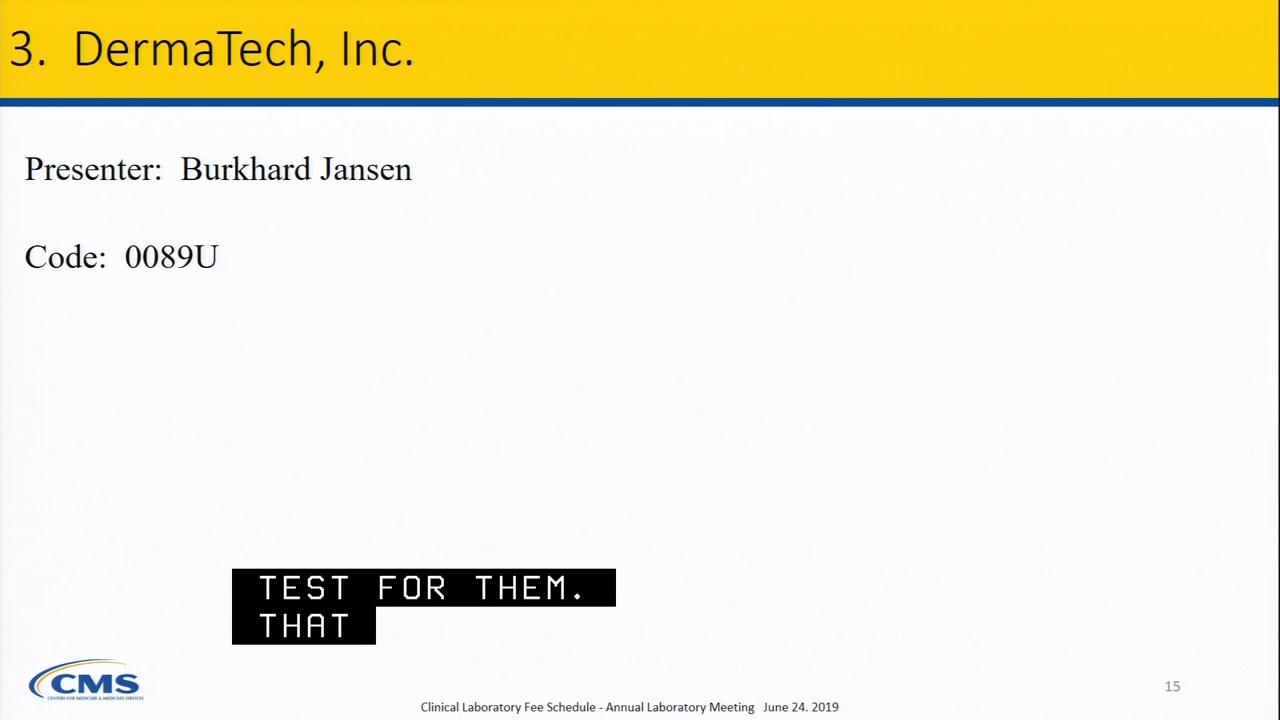 3. DermaTech, Inc.
Presenter: Burkhard Jansen
Code: 0089U
TEST FOR THEM.
THAT
CMS
CENTERS FOR MEDICARE & MEDICAID SERVICES
15
Clinical Laboratory Fee Schedule - Annual Laboratory Meeting June 24. 2019